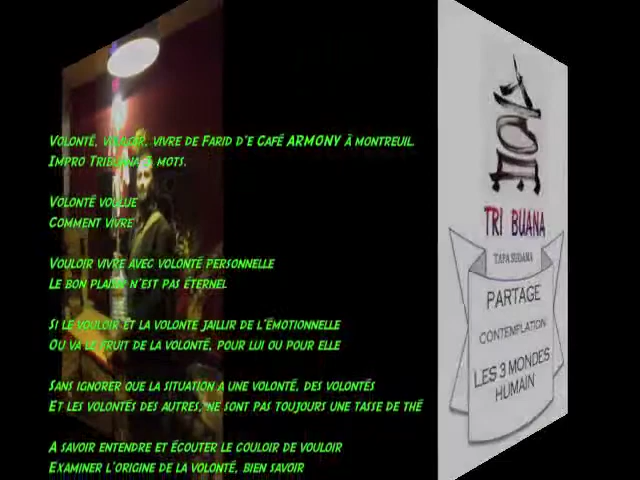 Volonté, vouloir, vivre de Farid d'e Café ARMONY à montreuil.
Impro Tribuana 3 mots.
Volonté voulue
Comment vivre
Vouloir vivre avec volonté personnelle
Le bon plaisir n'est pas éternel
Si le vouloir et la volonte jaillir de l'émotionnelle
Ou va le fruit de la volonté, pour lui ou pour elle
Sans ignorer que la situation a une volonté, des volontés
Et les volontés des autres, ne sont pas toujours une tasse de thé
A savoir entendre et écouter le couloir de vouloir
Examiner l'origine de la volonté, bien savoir
JOE
TRI BUANA
TAPA SUDAMA
PARTAGE
CONTEMPLATION
LES 3 MONDES
HUMAIN